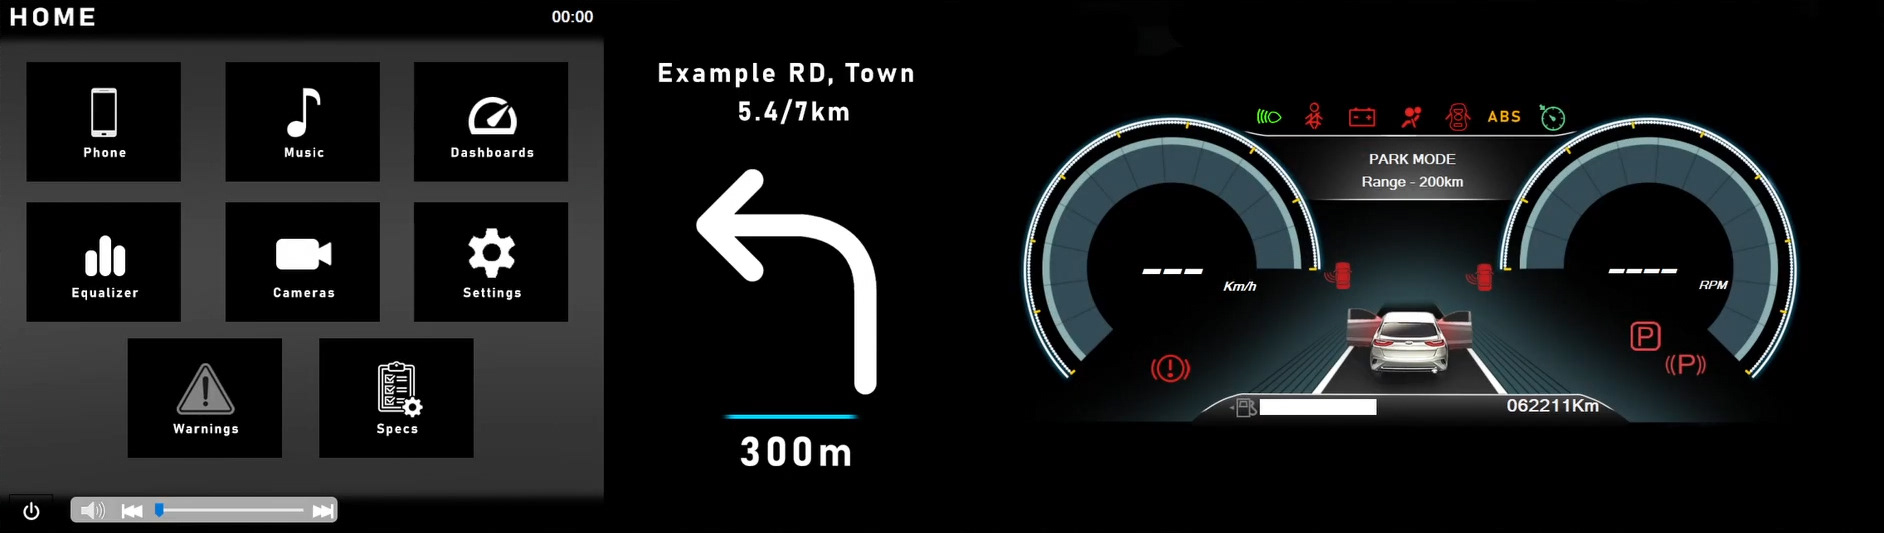 HOME
00:00
Phone
Music
Dashboards
Equalizer
Cameras
Settings
Warnings
Specs
Example RD, Town
5.4/7km
300m
ABS
PARK MODE
Range - 200km
--- Km/h
---- RPM
P
(P)
062211Km